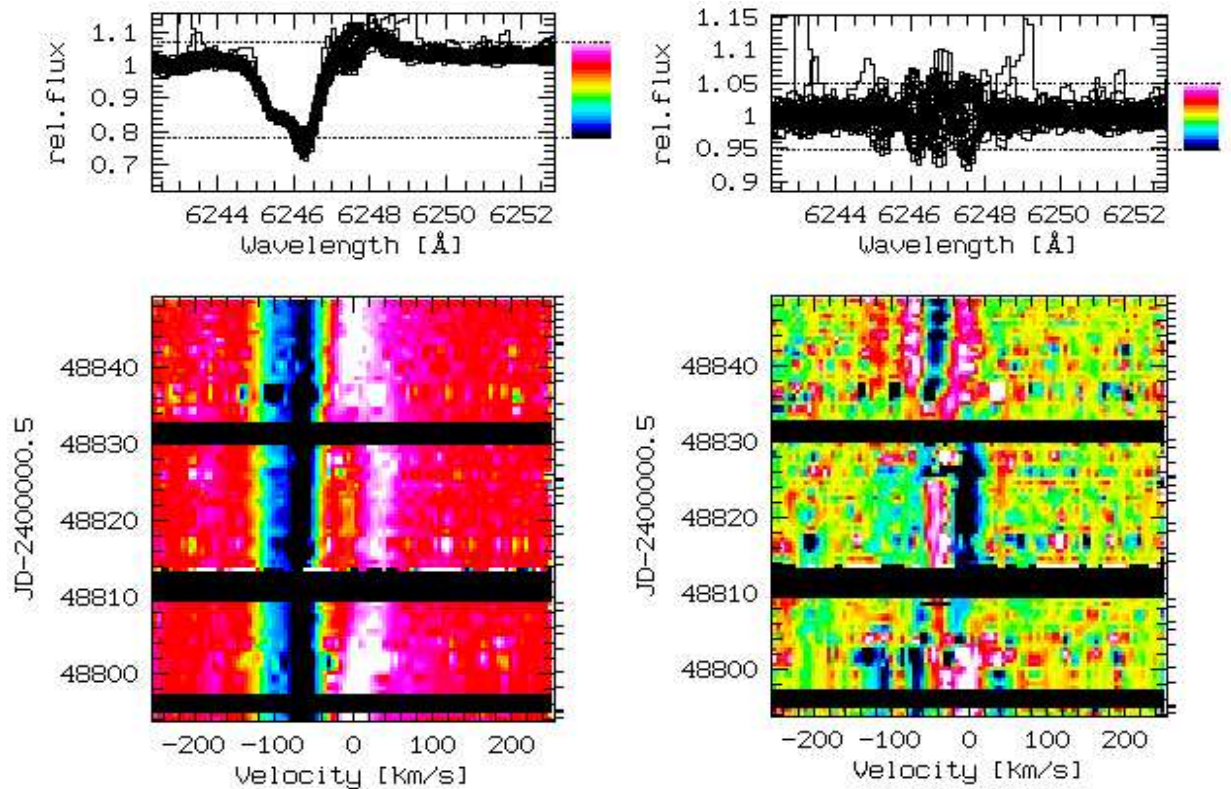 1.1
1
0.9
0.8
0.7
rel.flux
6244 6246 6248 6250 6252
Wavelength [Å]
1.15
1.1
1.05
1
0.95
0.9
rel.flux
6244 6246 6248 6250 6252
Wavelength [Å]
48840
48830
48820
48810
48800
JD-2400000.5
-200 -100 0 100 200
Velocity [km/s]
48840
48830
48820
48810
48800
JD-2400000.5
-200 -100 0 100 200
Velocity [km/s]